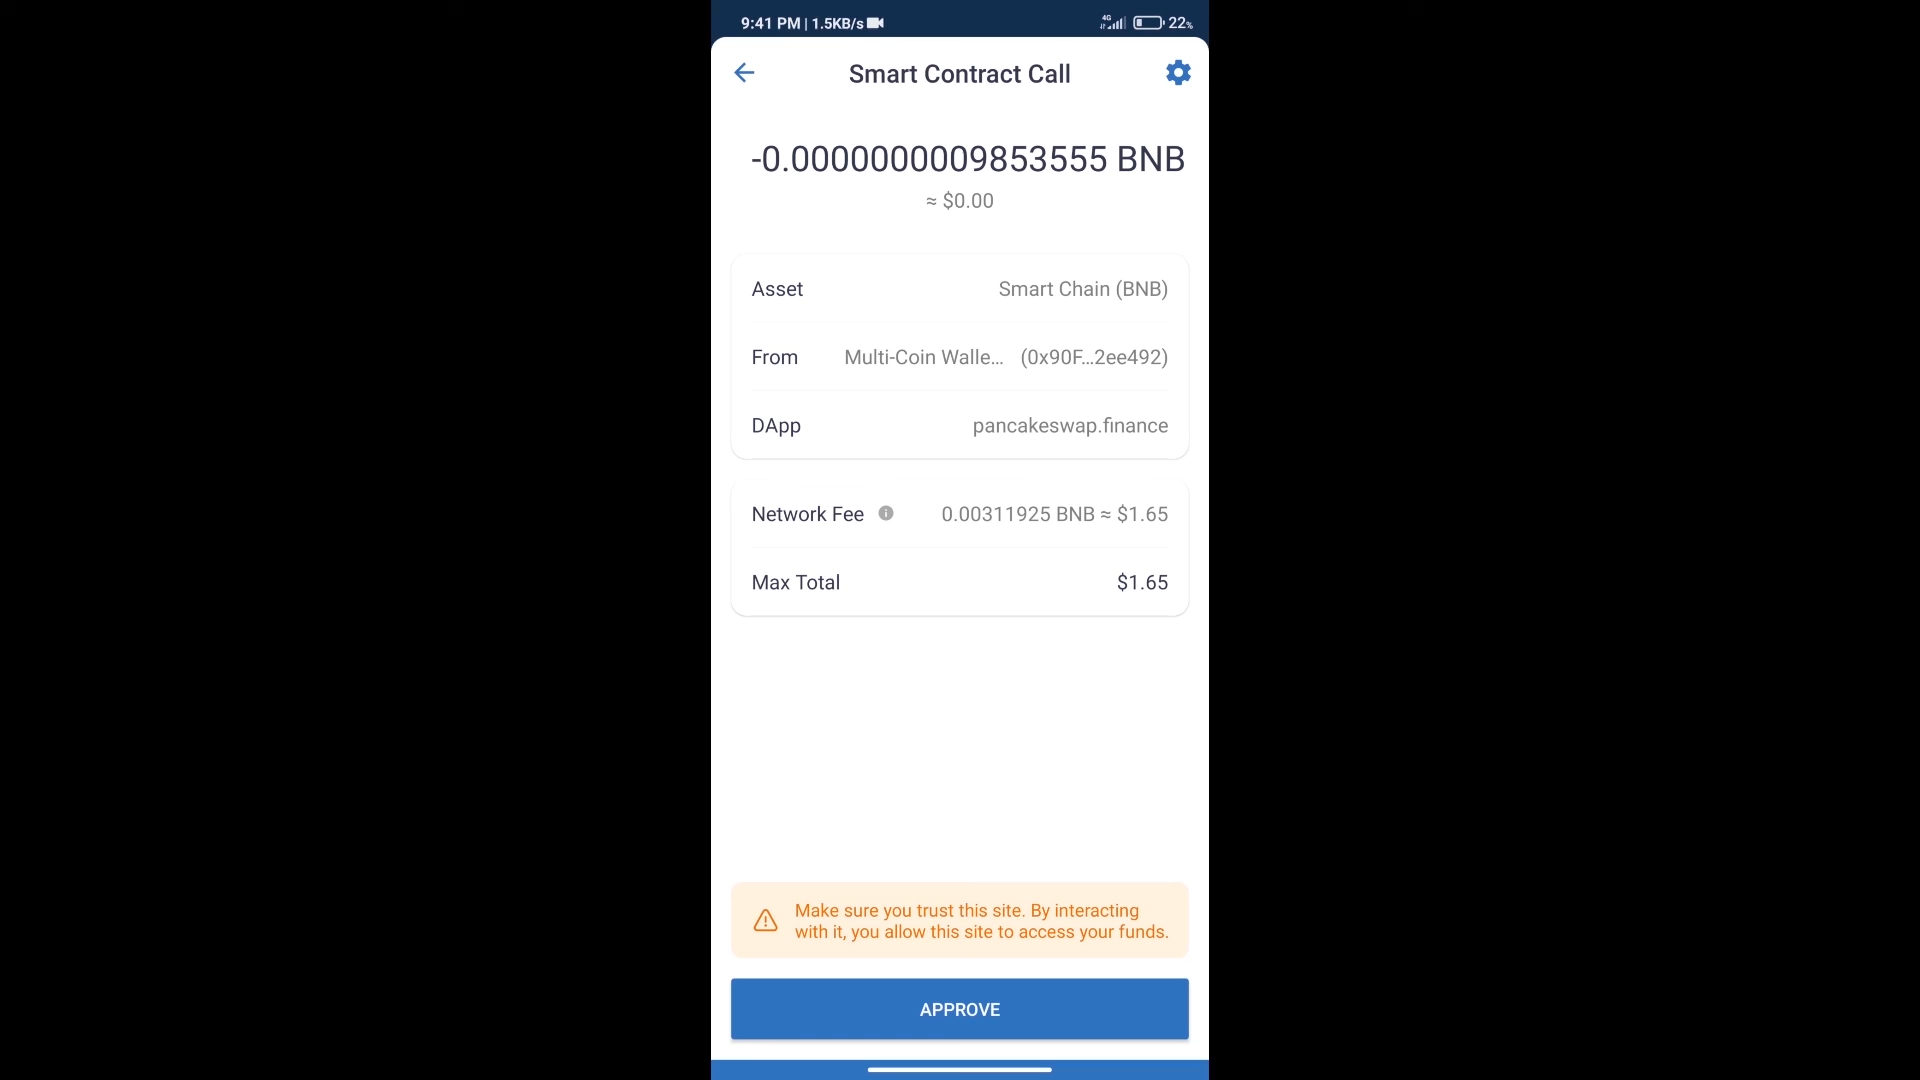 9:41 PM | 1.5KB/s 4G 22%
Smart Contract Call
-0.0000000009853555 BNB
≈ $0.00
Asset Smart Chain (BNB)
From Multi-Coin Walle... (0x90F...2ee492)
DApp pancakeswap.finance
Network Fee 0.00311925 BNB ≈ $1.65
Max Total $1.65
Make sure you trust this site. By interacting
with it, you allow this site to access your funds.
APPROVE